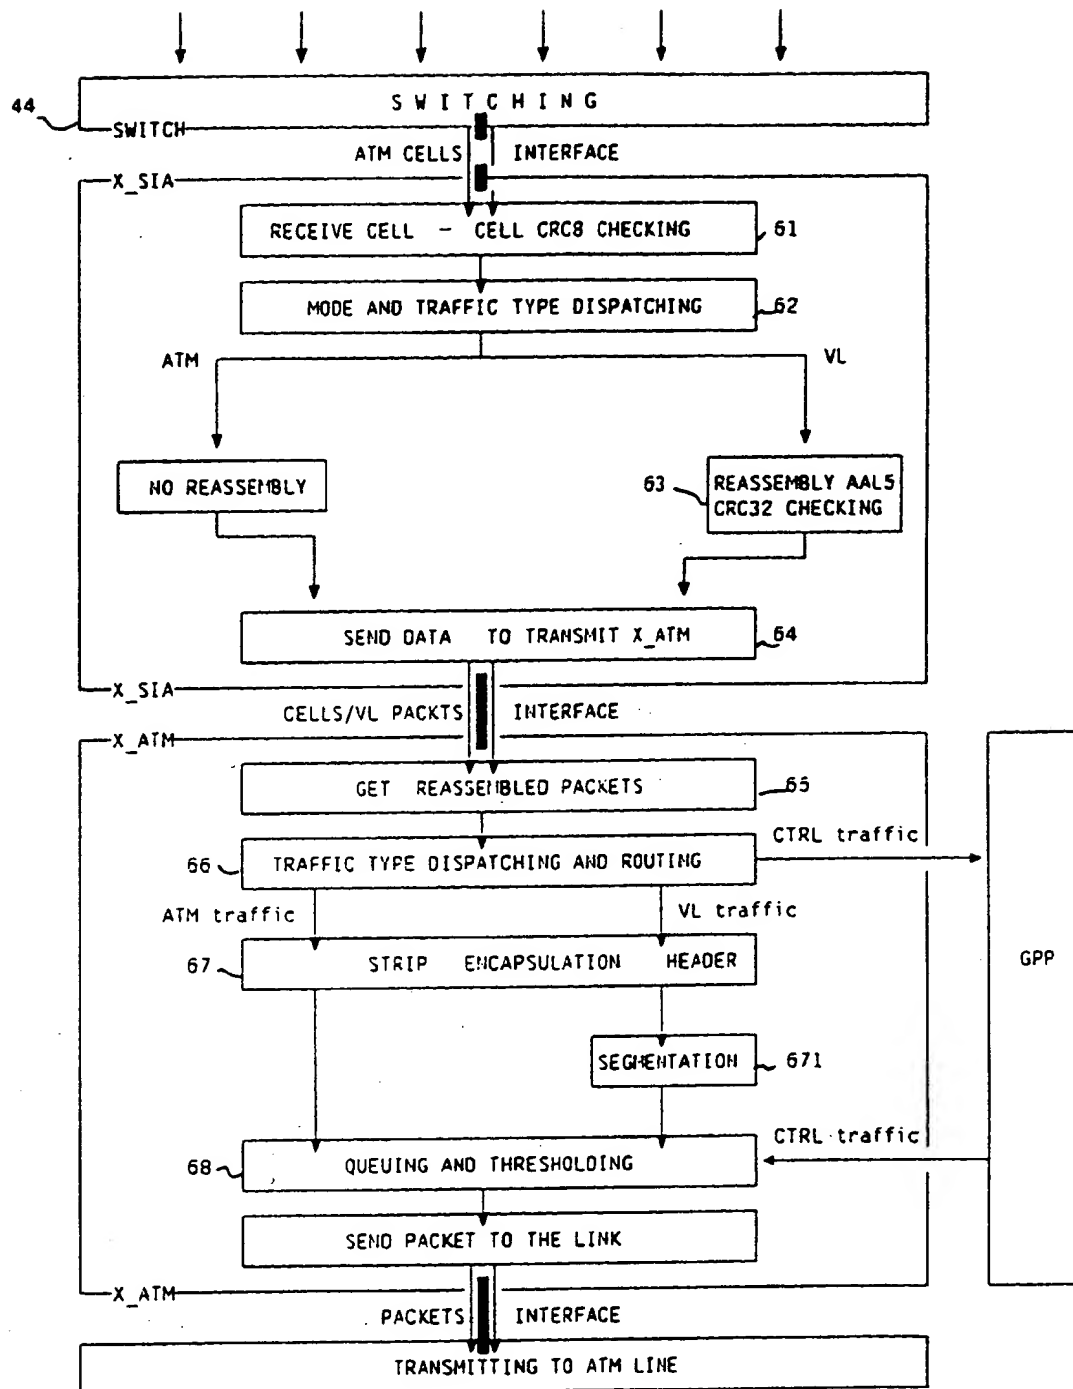 S W I T C H I N G
44
SWITCH
ATM CELLS INTERFACE
X_SIA
RECEIVE CELL - CELL CRC8 CHECKING
61
MODE AND TRAFFIC TYPE DISPATCHING
62
ATM
VL
NO REASSEMBLY
63
REASSEMBLY AAL5
CRC32 CHECKING
SEND DATA TO TRANSMIT X_ATM
64
X_SIA
CELLS/VL PACKTS INTERFACE
X_ATM
GET REASSEMBLED PACKETS
65
CTRL traffic
66
TRAFFIC TYPE DISPATCHING AND ROUTING
ATM traffic
VL traffic
67
STRIP ENCAPSULATION HEADER
GPP
SEGMENTATION
671
CTRL traffic
68
QUEUING AND THRESHOLDING
SEND PACKET TO THE LINK
X_ATM
PACKETS INTERFACE
TRANSMITTING TO ATM LINE